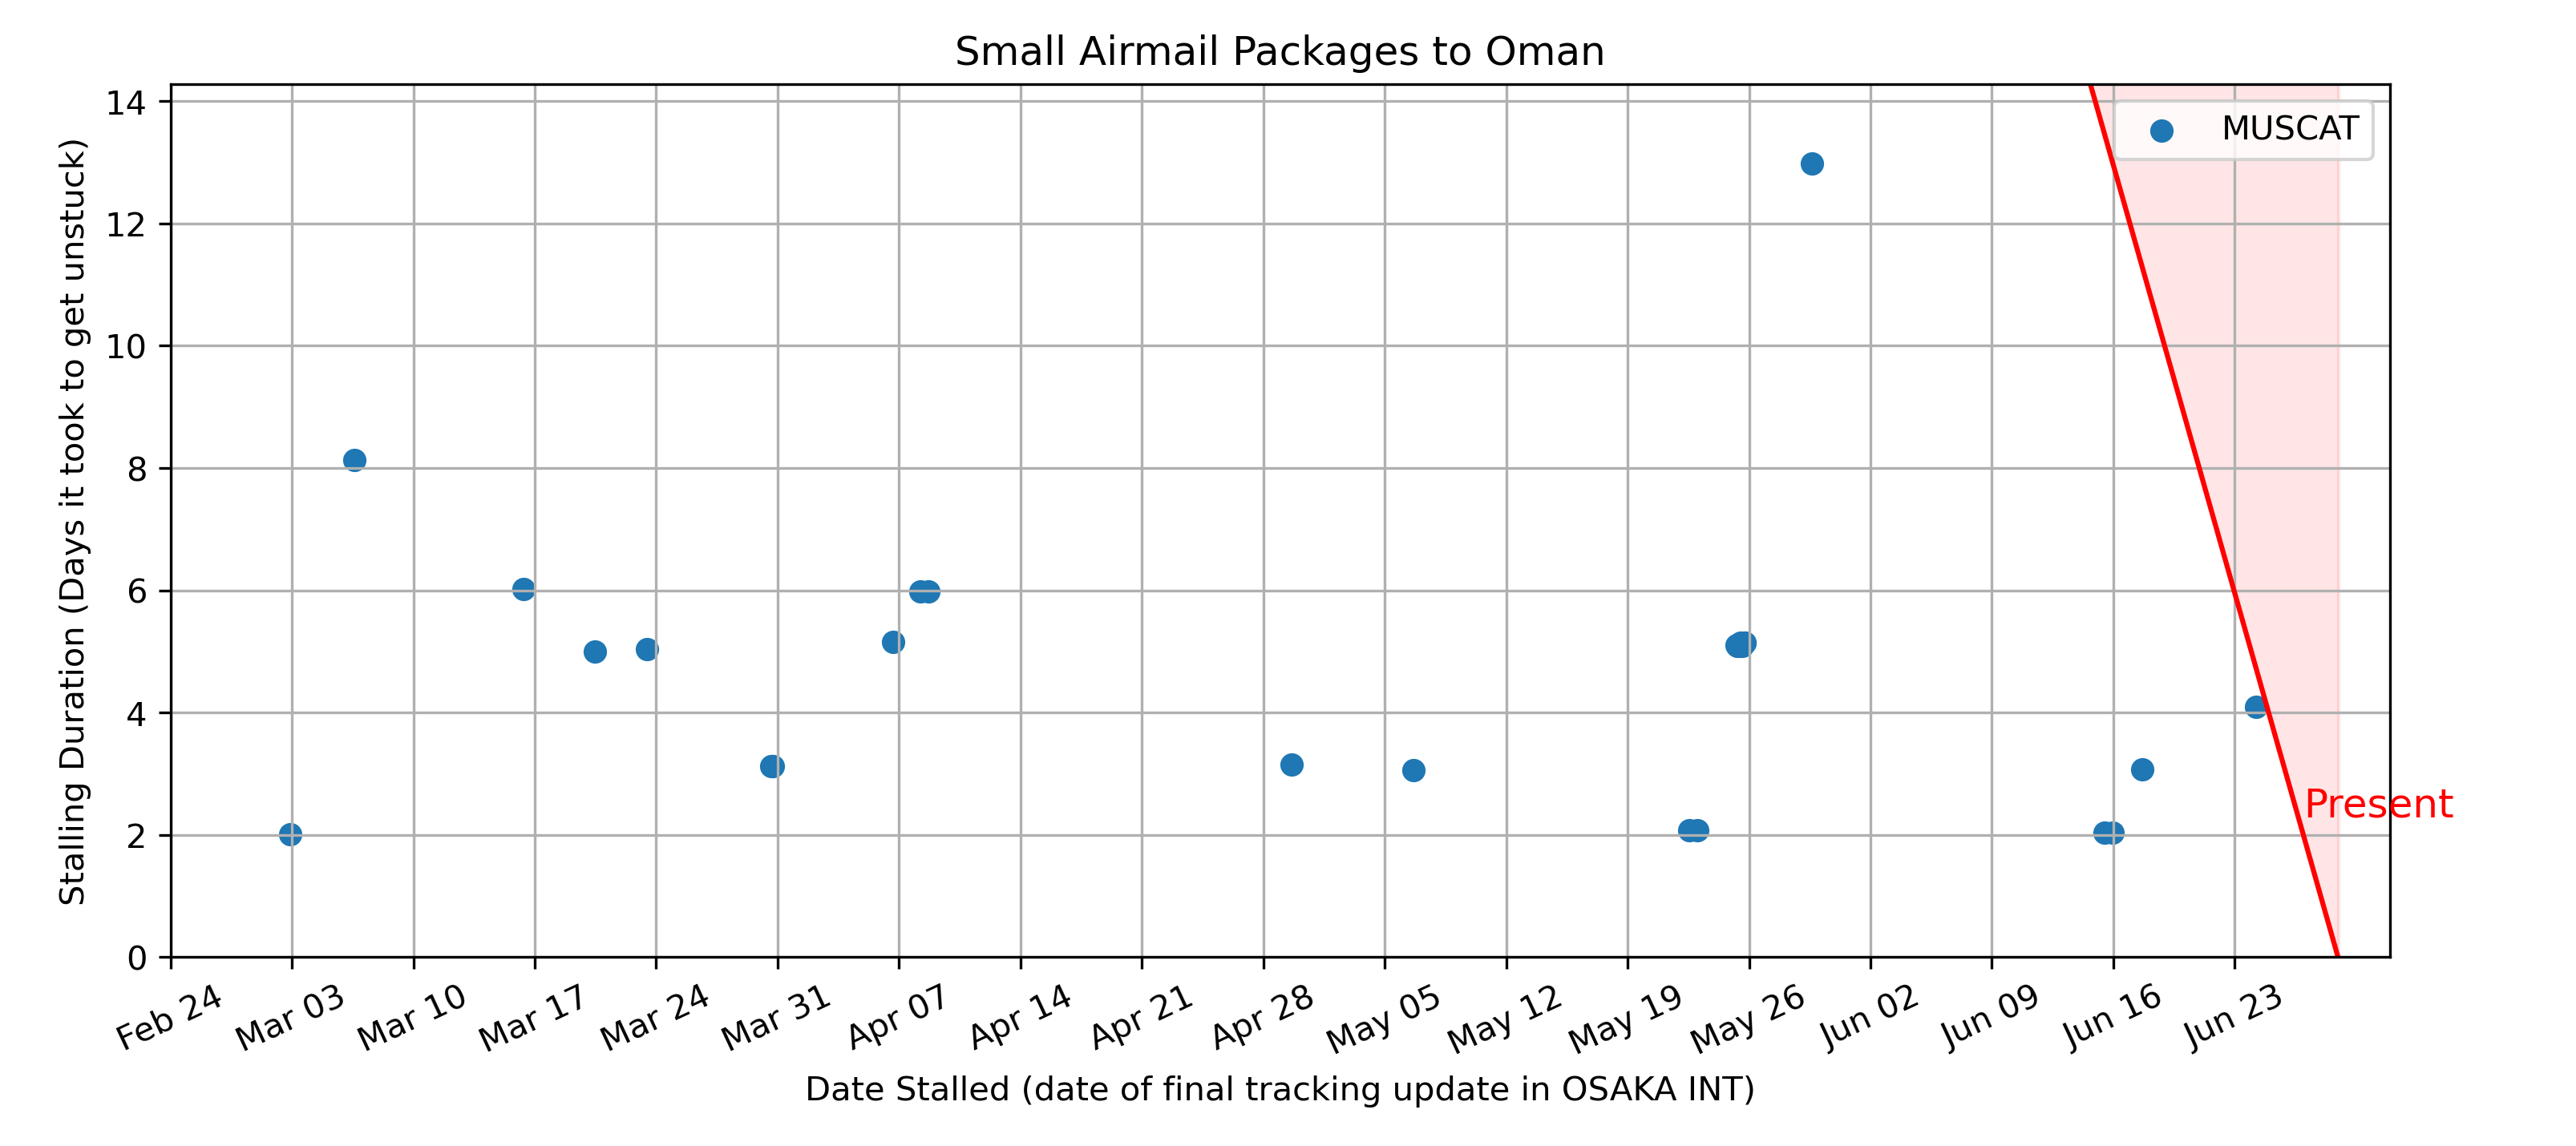 Small Airmail Packages to Oman
Stalling Duration (Days it took to get unstuck)
14
12
10
8
6
4
2
0
MUSCAT
Present
Feb 24
Mar 03
Mar 10
Mar 17
Mar 24
Mar 31
Apr 07
Apr 14
Apr 21
Apr 28
May 05
May 12
May 19
May 26
Jun 02
Jun 09
Jun 16
Jun 23
Date Stalled (date of final tracking update in OSAKA INT)